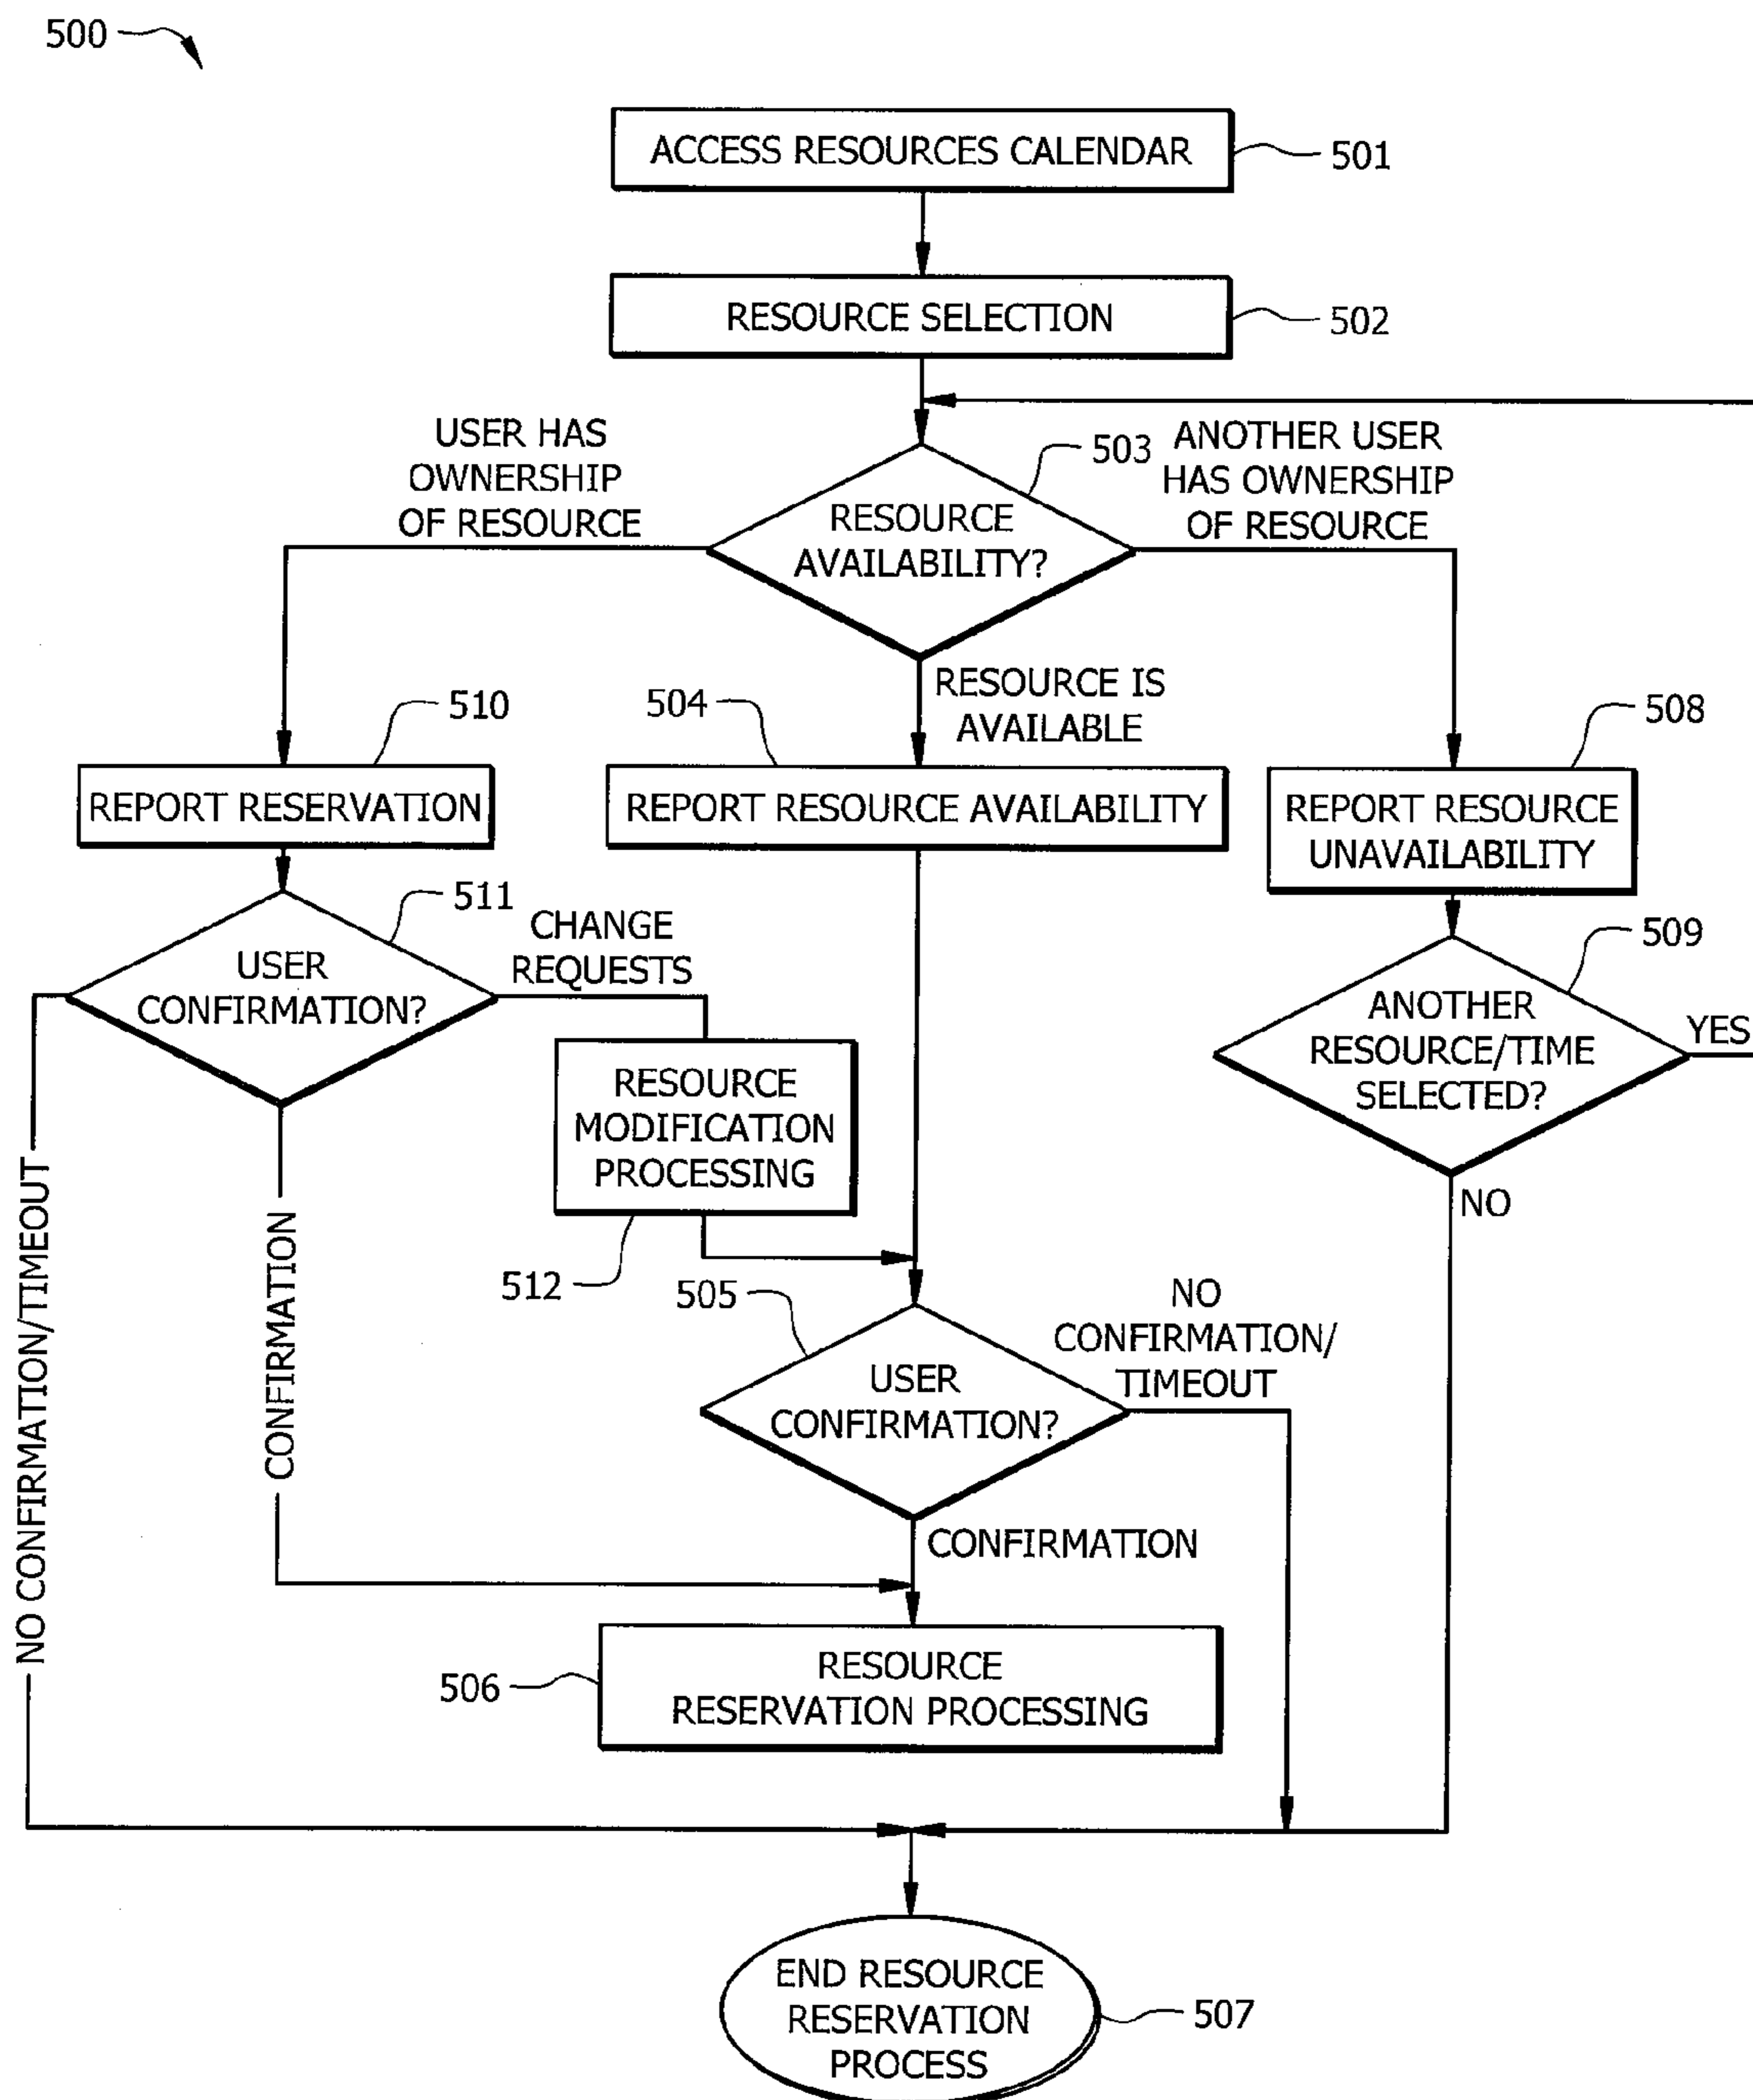 500
ACCESS RESOURCES CALENDAR
501
RESOURCE SELECTION
502
USER HAS
OWNERSHIP
OF RESOURCE
503
RESOURCE
AVAILABILITY?
ANOTHER USER
HAS OWNERSHIP
OF RESOURCE
RESOURCE IS
AVAILABLE
510
REPORT RESERVATION
504
REPORT RESOURCE AVAILABILITY
508
REPORT RESOURCE
UNAVAILABILITY
511
USER
CONFIRMATION?
CHANGE
REQUESTS
509
ANOTHER
RESOURCE/TIME
SELECTED?
YES
NO
RESOURCE
MODIFICATION
PROCESSING
512
NO CONFIRMATION/TIMEOUT
CONFIRMATION
505
USER
CONFIRMATION?
NO
CONFIRMATION/
TIMEOUT
CONFIRMATION
506
RESOURCE
RESERVATION PROCESSING
END RESOURCE
RESERVATION
PROCESS
507